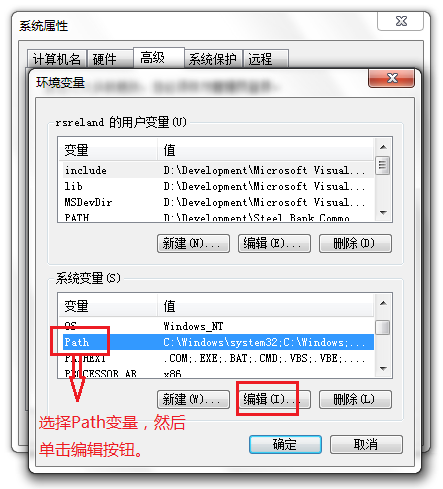 系统属性
计算机名 硬件 高级 系统保护 远程
环境变量
rsreland 的用户变量(U)
变量 值
include D:\Development\Microsoft Visual...
lib D:\Development\Microsoft Visual...
MSDevDir D:\Development\Microsoft Visual...
PATH D:\Development\Steel Bank Commo
新建(N)... 编辑(E)... 删除(D)
系统变量(S)
变量 值
OS Windows_NT
Path C:\Windows\system32;C:\Windows;...
PATHEXT .COM;.EXE;.BAT;.CMD;.VBS;.VBE;...
PROCESSOR_AR x86
新建(W)... 编辑(I)... 删除(L)
选择Path变量，然后
单击编辑按钮。
确定 取消